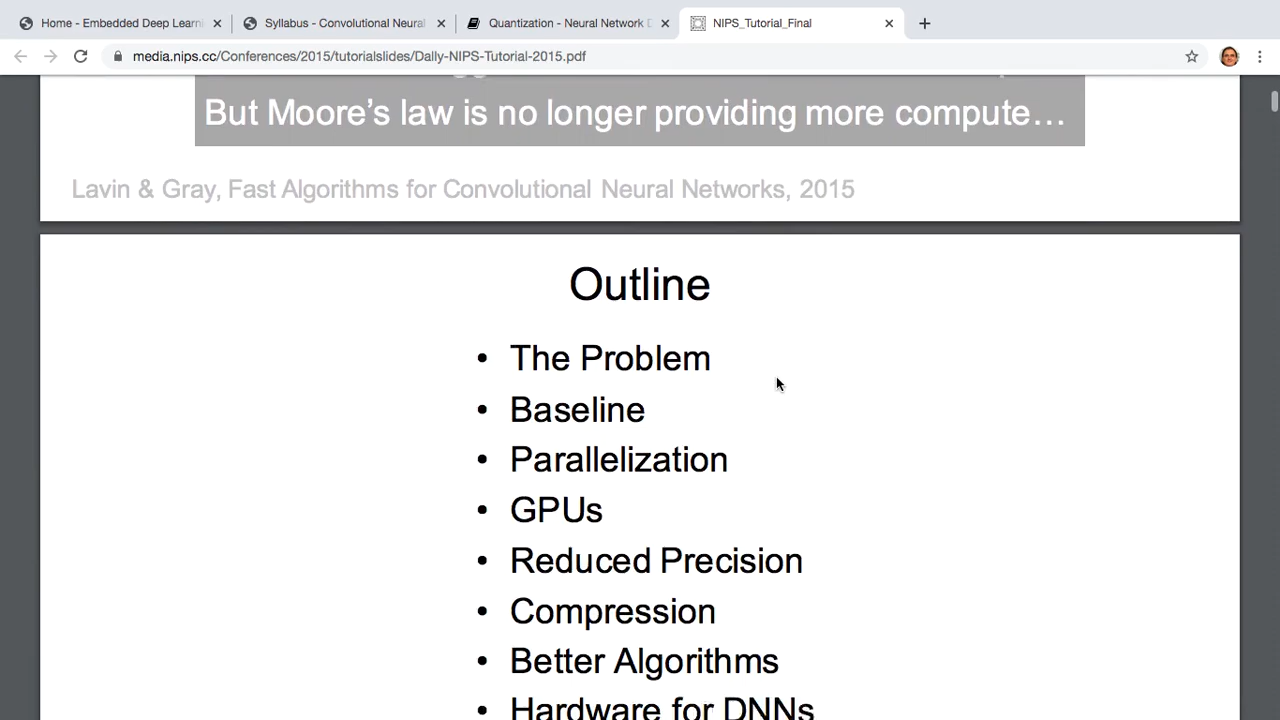 Home - Embedded Deep Learni
Syllabus - Convolutional Neural
Quantization - Neural Network D
NIPS_Tutorial_Final
media.nips.cc/Conferences/2015/tutorialslides/Dally-NIPS-Tutorial-2015.pdf
But Moore’s law is no longer providing more compute…
Lavin & Gray, Fast Algorithms for Convolutional Neural Networks, 2015
Outline
• The Problem
• Baseline
• Parallelization
• GPUs
• Reduced Precision
• Compression
• Better Algorithms
• Hardware for DNNs